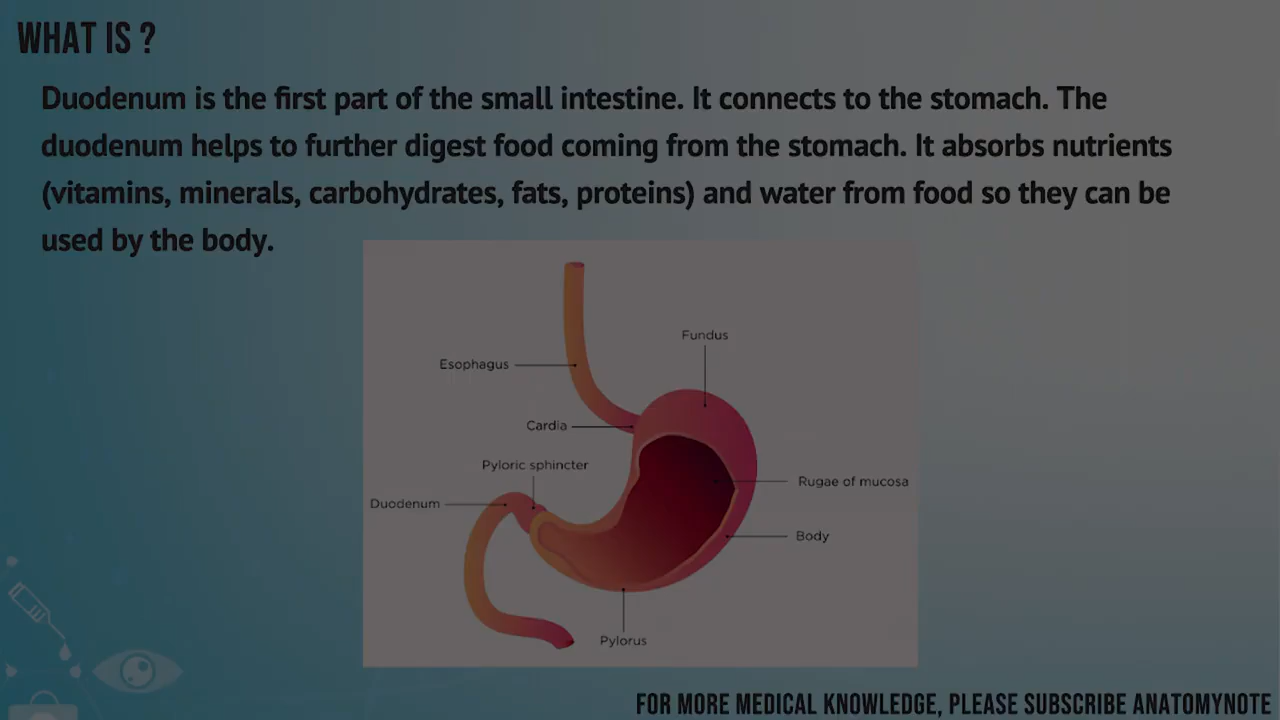 WHAT IS ?
Duodenum is the first part of the small intestine. It connects to the stomach. The
duodenum helps to further digest food coming from the stomach. It absorbs nutrients
(vitamins, minerals, carbohydrates, fats, proteins) and water from food so they can be
used by the body.
Fundus
Esophagus
Cardia
Pyloric sphincter
Rugae of mucosa
Duodenum
Body
Pylorus
FOR MORE MEDICAL KNOWLEDGE, PLEASE SUBSCRIBE ANATOMYNOTE